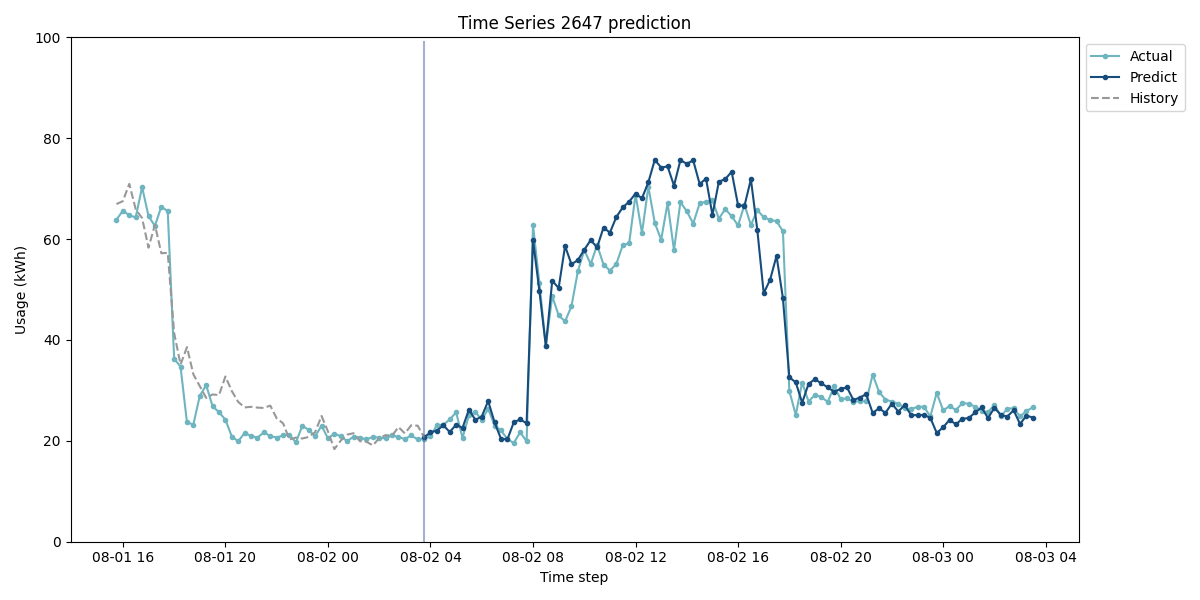 Time Series 2647 prediction
Actual
Predict
History
Usage (kWh)
100
80
60
40
20
0
08-01 16
08-01 20
08-02 00
08-02 04
08-02 08
08-02 12
08-02 16
08-02 20
08-03 00
08-03 04
Time step